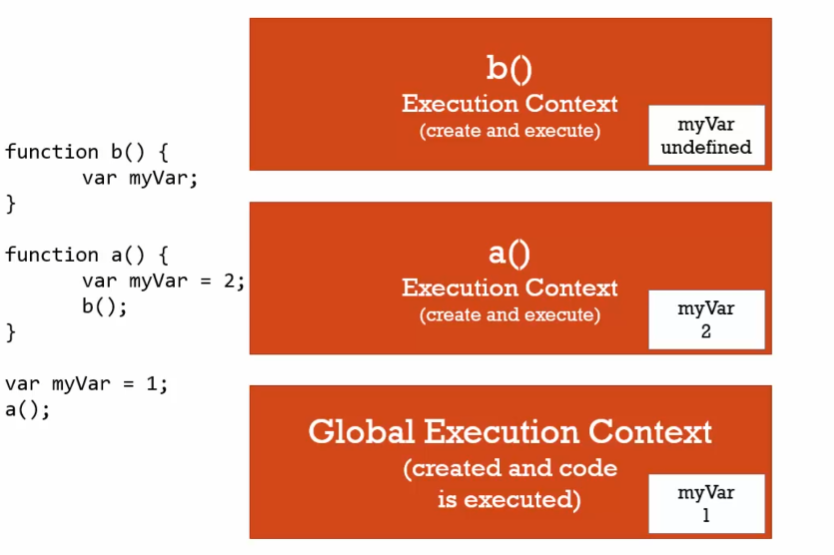 function b() {
var myVar;
}
function a() {
var myVar = 2;
b();
}
var myVar = 1;
a();
b()
Execution Context
(create and execute)
myVar
undefined
a()
Execution Context
(create and execute)
myVar
2
Global Execution Context
(created and code
is executed)
myVar
1